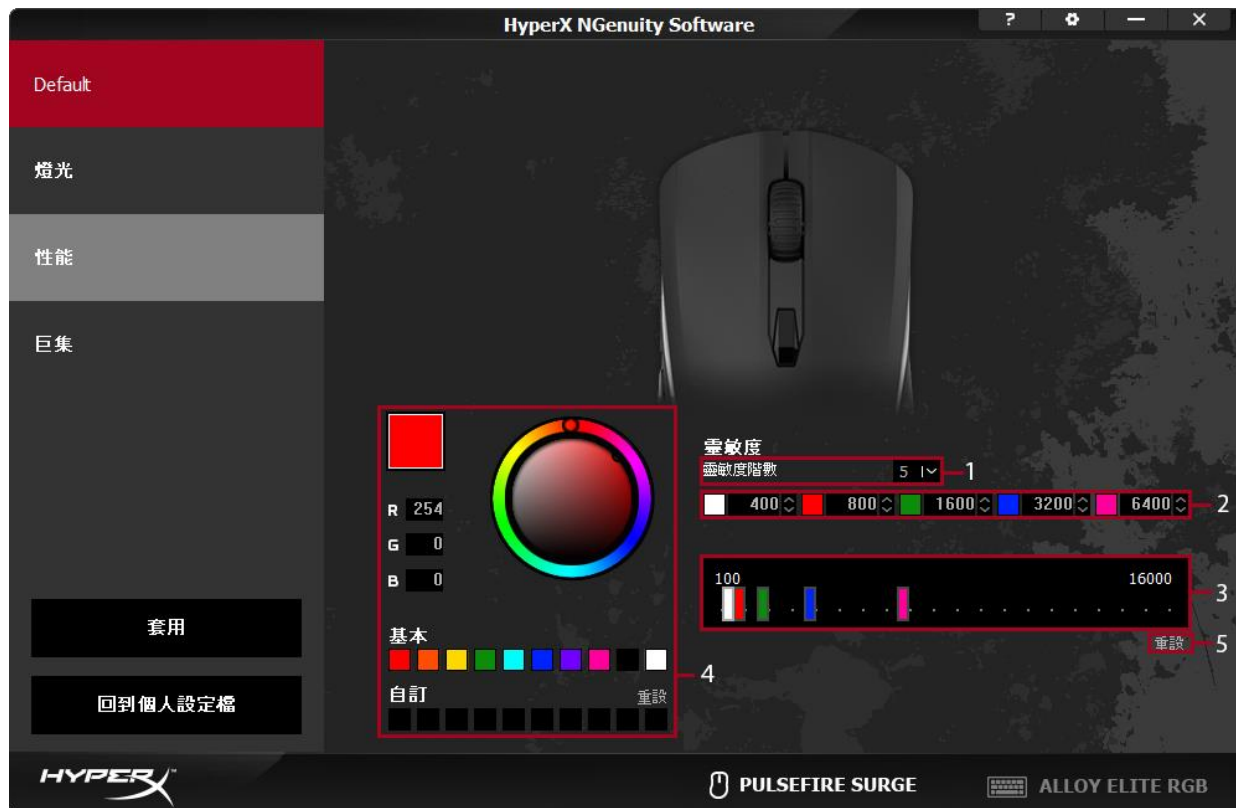 HyperX NGenuity Software
? 
Default
燈光
性能
巨集
套用
回到個人設定檔
R 254
G 0
B 0
基本
自訂 重設
4
靈敏度
靈敏度階數 5 1
400 800 1600 3200 6400 2
100 16000
3
重設 5
HYPERX™
PULSEFIRE SURGE
ALLOY ELITE RGB